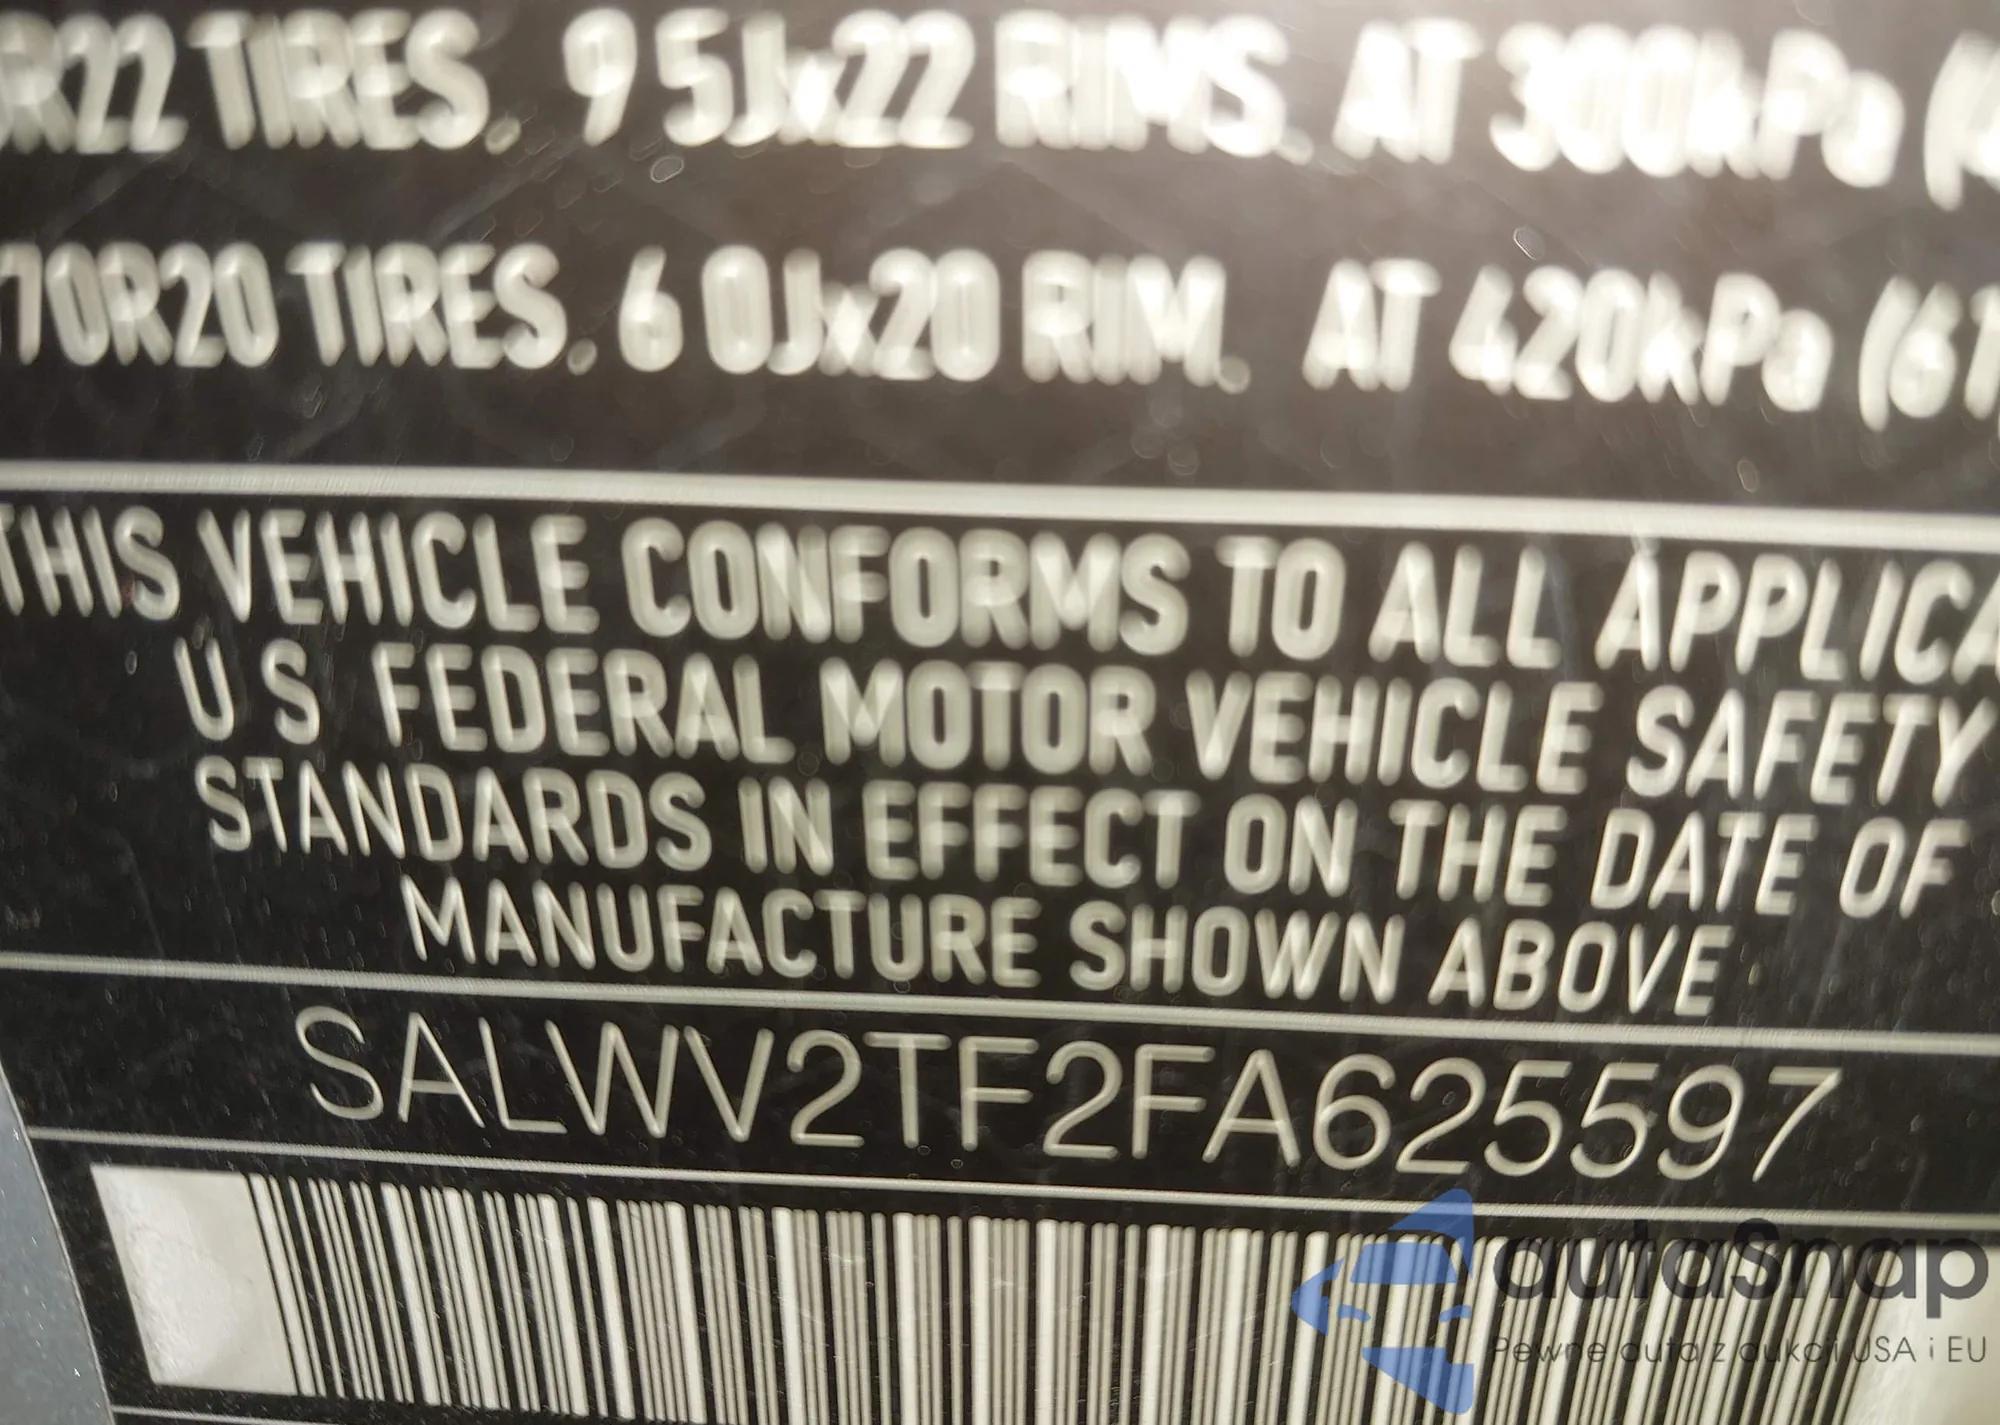 R22 TIRES. 9 5Jx22 RIMS. AT 300kPa
70R20 TIRES. 6 0Jx20 RIM. AT 420kPa (61
THIS VEHICLE CONFORMS TO ALL APPLICA
U S FEDERAL MOTOR VEHICLE SAFETY
STANDARDS IN EFFECT ON THE DATE OF
MANUFACTURE SHOWN ABOVE
SALWV2TF2FA625597
autoSnap
Pewne auta z aukcji USA i EU